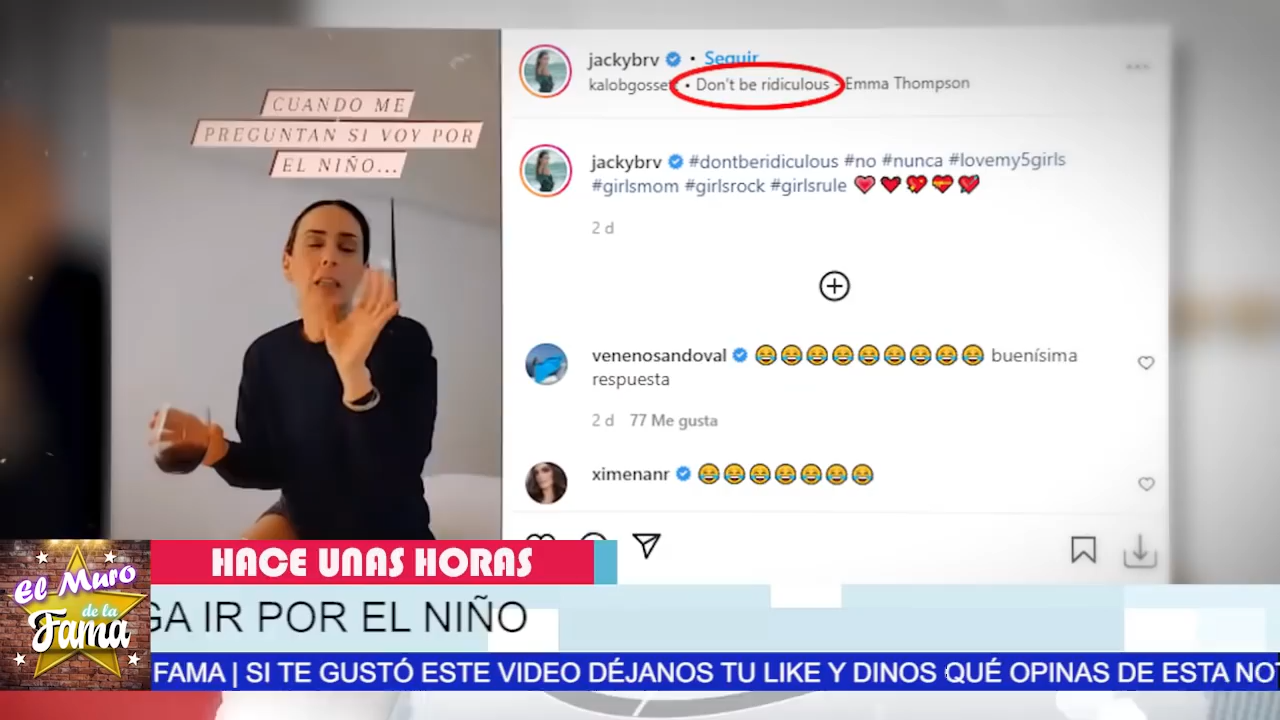 CUANDO ME
PREGUNTAN SI VOY POR
EL NIÑO...
jackybrv • Seguir
• Don't be ridiculous - Emma Thompson
jackybrv #dontberidiculous #no #nunca #lovemy5girls
#girlsmom #girlsrock #girlsrule
2 d
venenosandoval 😂😂😂😂😂😂😂😂😂 buenísima
respuesta
2 d 77 Me gusta
ximenanr 😂😂😂😂😂😂😂
HACE UNAS HORAS
IR POR EL NIÑO
El Muro
de la
Fama
FAMA | SI TE GUSTÓ ESTE VIDEO DÉJANOS TU LIKE Y DINOS QUÉ OPINAS DE ESTA